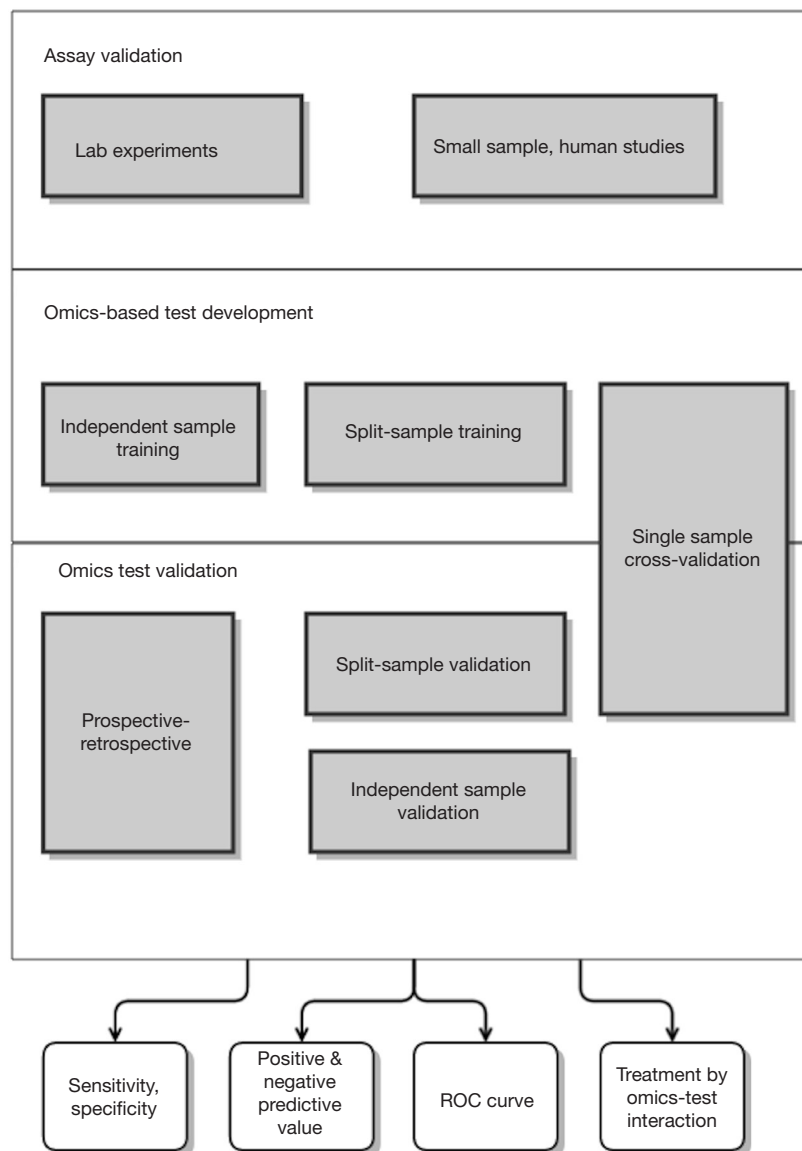 Assay validation
Lab experiments
Small sample, human studies
Omics-based test development
Independent sample
training
Split-sample training
Single sample
cross-validation
Omics test validation
Prospective-
retrospective
Split-sample validation
Independent sample
validation
Sensitivity,
specificity
Positive &
negative
predictive
value
ROC curve
Treatment by
omics-test
interaction